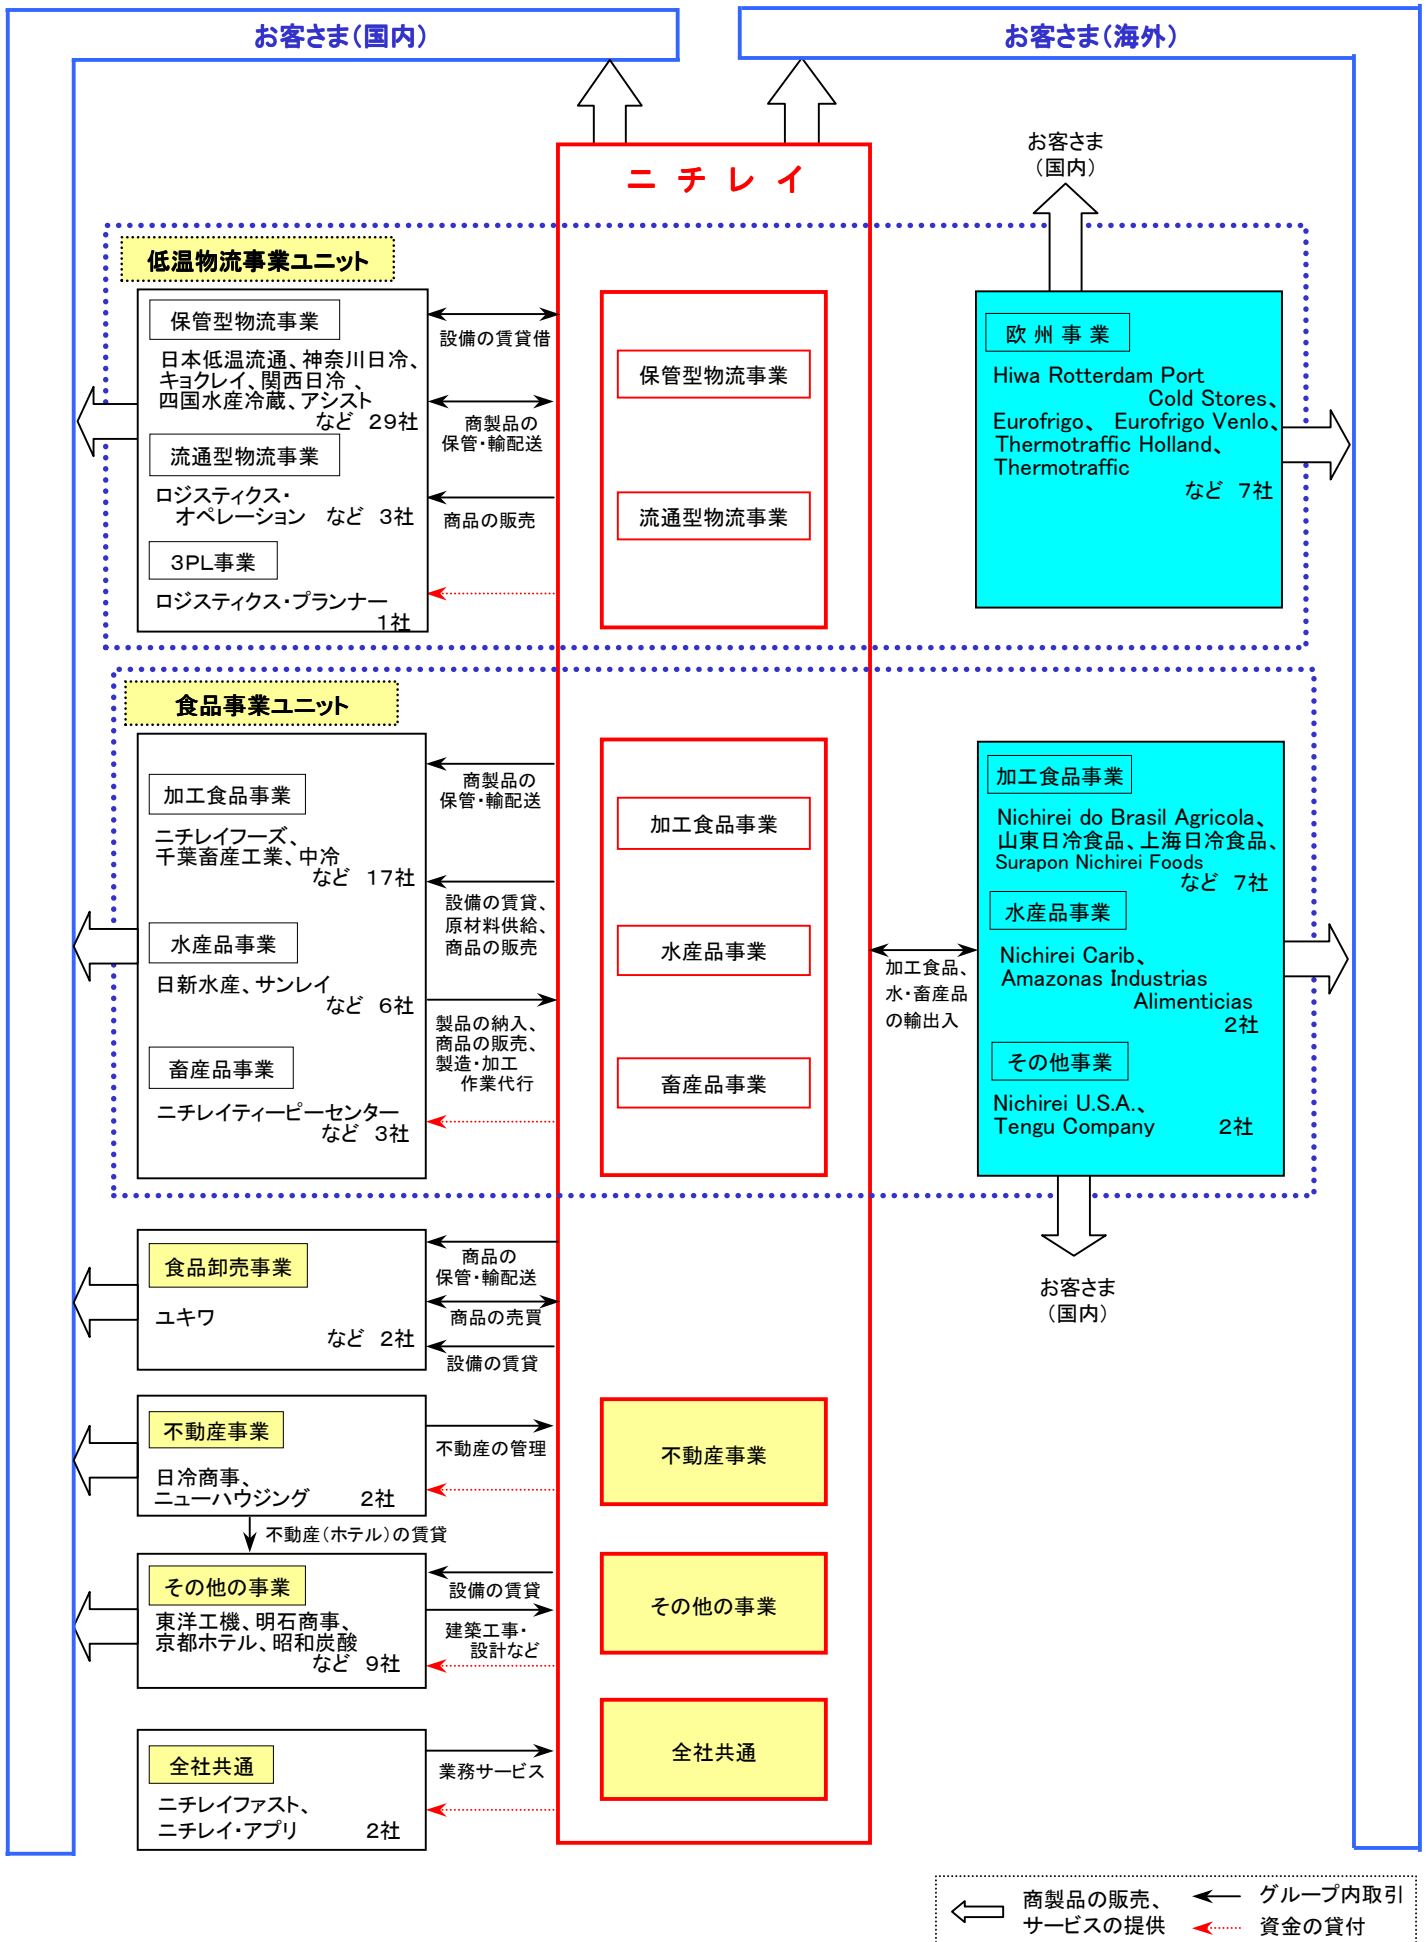 お客さま(国内)
お客さま(海外)
ニチレイ
お客さま
(国内)
低温物流事業ユニット
保管型物流事業
日本低温流通、神奈川日冷、
キョクレイ、関西日冷 、
四国水産冷蔵、アシスト
など 29社
流通型物流事業
ロジスティクス・
オペレーション など 3社
3PL事業
ロジスティクス・プランナー
1社
設備の賃貸借
商製品の
保管・輸配送
商品の販売
保管型物流事業
流通型物流事業
欧 州 事 業
Hiwa Rotterdam Port
Cold Stores、
Eurofrigo、 Eurofrigo Venlo、
Thermotraffic Holland、
Thermotraffic
など 7社
食品事業ユニット
加工食品事業
ニチレイフーズ、
千葉畜産工業、中冷
など 17社
水産品事業
日新水産、サンレイ
など 6社
畜産品事業
ニチレイティーピーセンター
など 3社
商製品の
保管・輸配送
設備の賃貸、
原材料供給、
商品の販売
製品の納入、
商品の販売、
製造・加工
作業代行
加工食品事業
水産品事業
畜産品事業
加工食品、
水・畜産品
の輸出入
加工食品事業
Nichirei do Brasil Agricola、
山東日冷食品、上海日冷食品、
Surapon Nichirei Foods
など 7社
水産品事業
Nichirei Carib、
Amazonas Industrias
Alimenticias
2社
その他事業
Nichirei U.S.A.、
Tengu Company 2社
お客さま
(国内)
食品卸売事業
ユキワ
など 2社
商品の
保管・輸配送
商品の売買
設備の賃貸
不動産事業
日冷商事、
ニューハウジング 2社
不動産の管理
不動産事業
不動産(ホテル)の賃貸
その他の事業
東洋工機、明石商事、
京都ホテル、昭和炭酸
など 9社
設備の賃貸
建築工事・
設計など
その他の事業
全社共通
ニチレイファスト、
ニチレイ・アプリ 2社
業務サービス
全社共通
商製品の販売、
サービスの提供
グループ内取引
資金の貸付